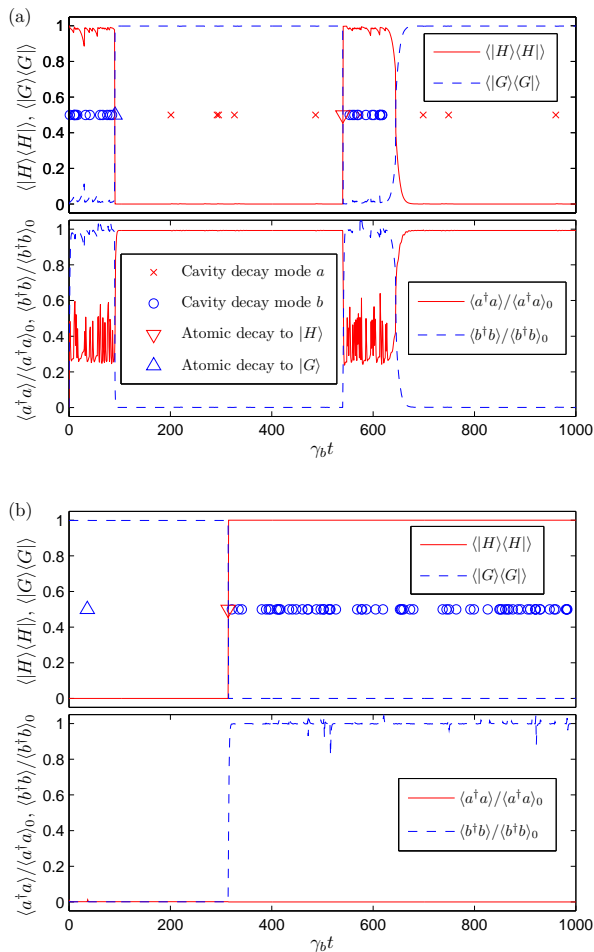 (a)
1
0.8
0.6
0.4
0.2
0
⟨|H⟩⟨H|⟩, ⟨|G⟩⟨G|⟩
⟨|H⟩⟨H|⟩
⟨|G⟩⟨G|⟩
1
0.8
0.6
0.4
0.2
0
⟨a†a⟩/⟨a†a⟩₀, ⟨b†b⟩/⟨b†b⟩₀
Cavity decay mode a
Cavity decay mode b
Atomic decay to |H⟩
Atomic decay to |G⟩
⟨a†a⟩/⟨a†a⟩₀
⟨b†b⟩/⟨b†b⟩₀
0 200 400 600 800 1000
γ_b t
(b)
1
0.8
0.6
0.4
0.2
0
⟨|H⟩⟨H|⟩, ⟨|G⟩⟨G|⟩
⟨|H⟩⟨H|⟩
⟨|G⟩⟨G|⟩
1
0.8
0.6
0.4
0.2
0
⟨a†a⟩/⟨a†a⟩₀, ⟨b†b⟩/⟨b†b⟩₀
⟨a†a⟩/⟨a†a⟩₀
⟨b†b⟩/⟨b†b⟩₀
0 200 400 600 800 1000
γ_b t